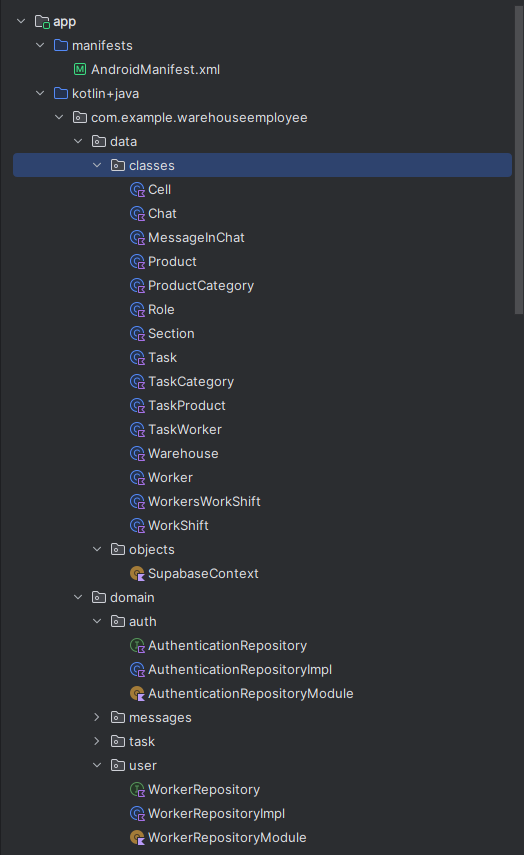 app
manifests
AndroidManifest.xml
kotlin+java
com.example.warehouseemployee
data
classes
Cell
Chat
MessageInChat
Product
ProductCategory
Role
Section
Task
TaskCategory
TaskProduct
TaskWorker
Warehouse
Worker
WorkersWorkShift
WorkShift
objects
SupabaseContext
domain
auth
AuthenticationRepository
AuthenticationRepositoryImpl
AuthenticationRepositoryModule
messages
task
user
WorkerRepository
WorkerRepositoryImpl
WorkerRepositoryModule